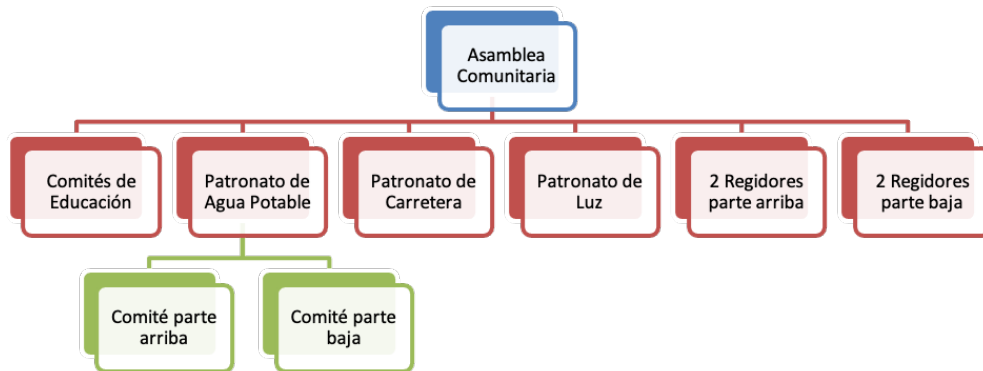 Asamblea
Comunitaria
Comités de
Educación
Patronato de
Agua Potable
Patronato de
Carretera
Patronato de
Luz
2 Regidores
parte arriba
2 Regidores
parte baja
Comité parte
arriba
Comité parte
baja